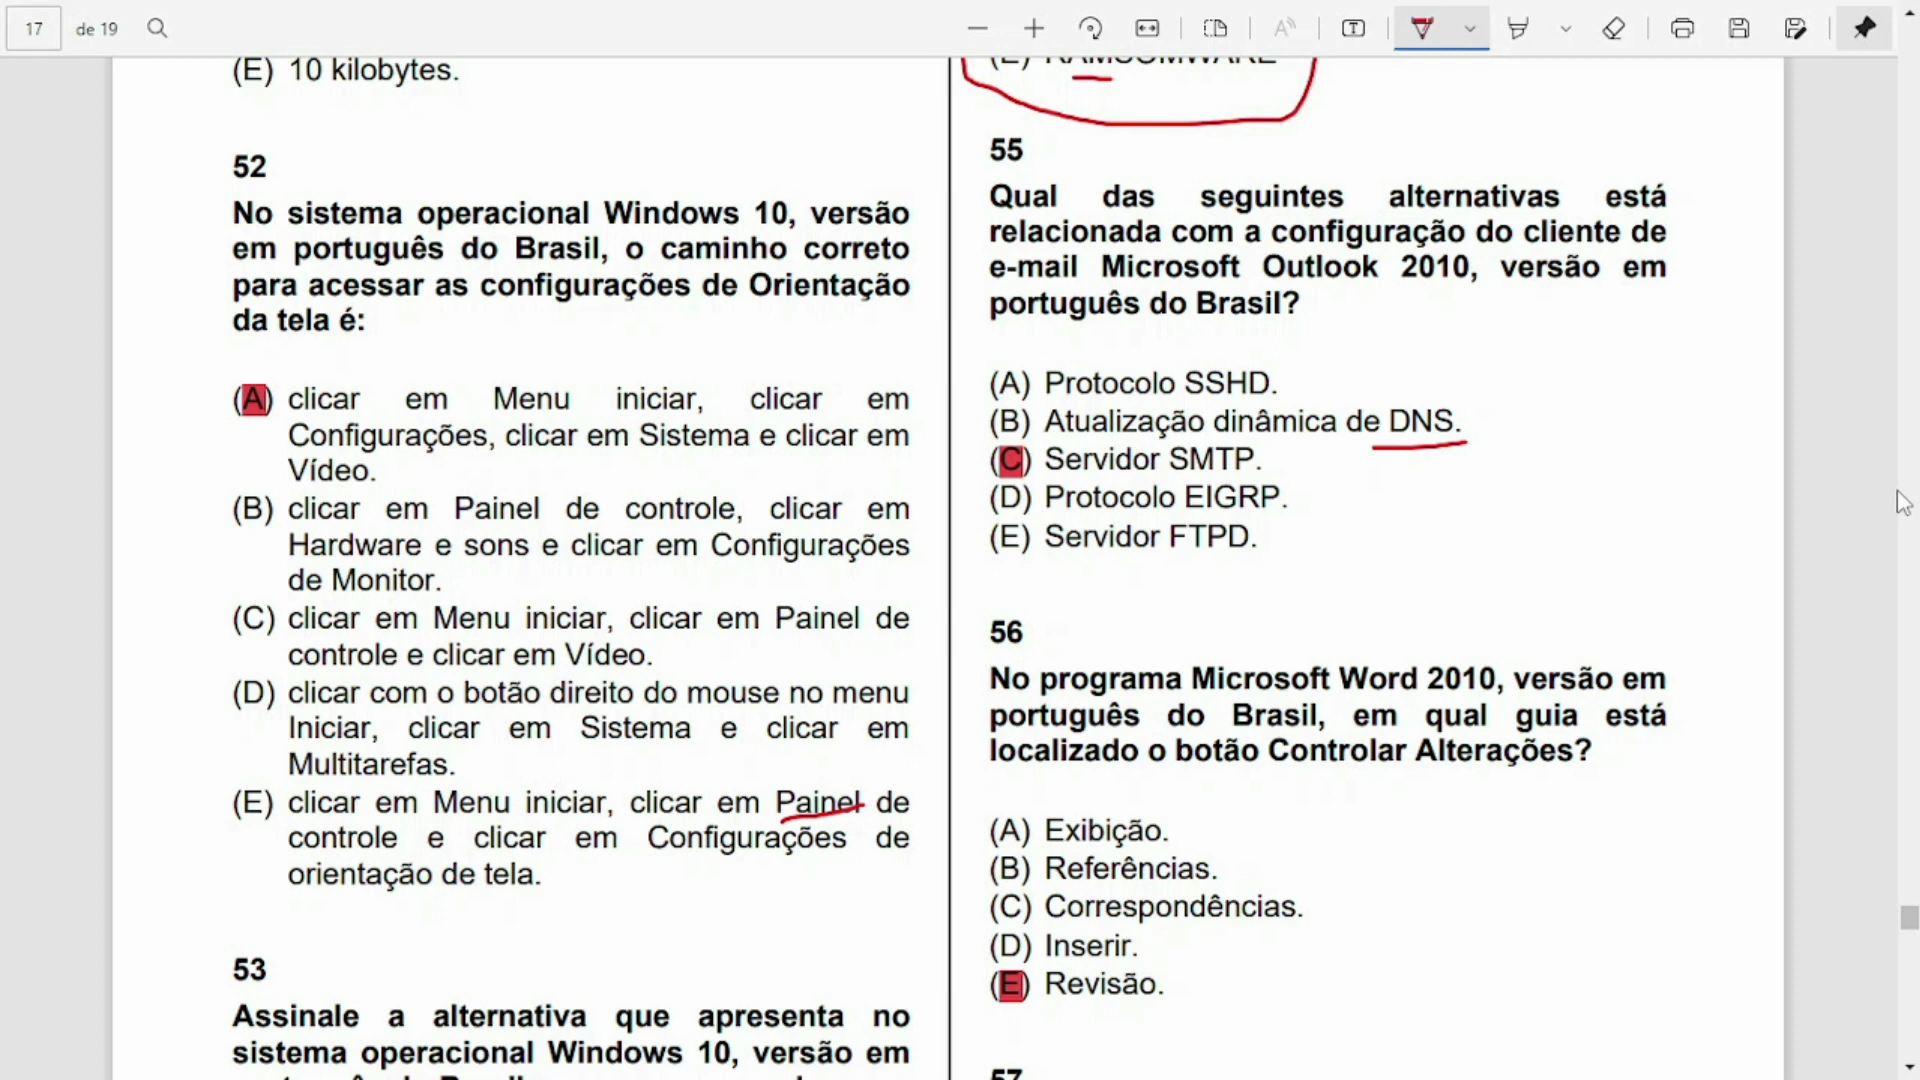 17 de 19
(E) 10 kilobytes.
52
No sistema operacional Windows 10, versão
em português do Brasil, o caminho correto
para acessar as configurações de Orientação
da tela é:
(A) clicar em Menu iniciar, clicar em
Configurações, clicar em Sistema e clicar em
Vídeo.
(B) clicar em Painel de controle, clicar em
Hardware e sons e clicar em Configurações
de Monitor.
(C) clicar em Menu iniciar, clicar em Painel de
controle e clicar em Vídeo.
(D) clicar com o botão direito do mouse no menu
Iniciar, clicar em Sistema e clicar em
Multitarefas.
(E) clicar em Menu iniciar, clicar em Painel de
controle e clicar em Configurações de
orientação de tela.
53
Assinale a alternativa que apresenta no
sistema operacional Windows 10, versão em
(E) RAMSOMWARE
55
Qual das seguintes alternativas está
relacionada com a configuração do cliente de
e-mail Microsoft Outlook 2010, versão em
português do Brasil?
(A) Protocolo SSHD.
(B) Atualização dinâmica de DNS.
(C) Servidor SMTP.
(D) Protocolo EIGRP.
(E) Servidor FTPD.
56
No programa Microsoft Word 2010, versão em
português do Brasil, em qual guia está
localizado o botão Controlar Alterações?
(A) Exibição.
(B) Referências.
(C) Correspondências.
(D) Inserir.
(E) Revisão.
57